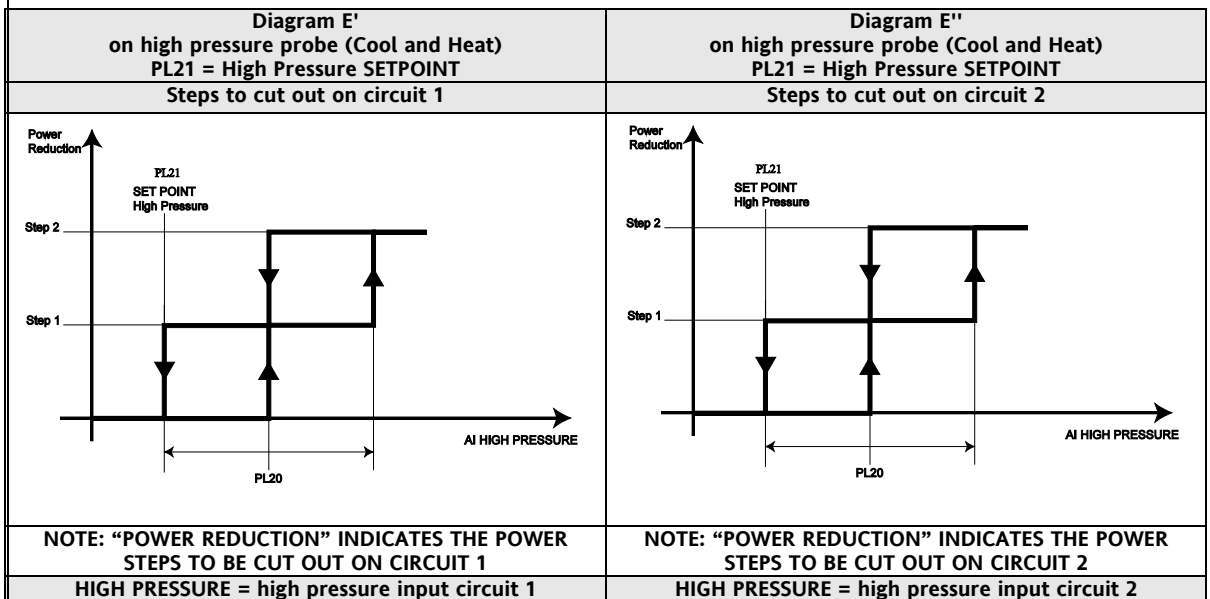 Diagram E'
on high pressure probe (Cool and Heat)
PL21 = High Pressure SETPOINT
Steps to cut out on circuit 1
Power
Reduction
PL21
SET POINT
High Pressure
Step 2
Step 1
AI HIGH PRESSURE
PL20
NOTE: “POWER REDUCTION” INDICATES THE POWER
STEPS TO BE CUT OUT ON CIRCUIT 1
HIGH PRESSURE = high pressure input circuit 1
Diagram E''
on high pressure probe (Cool and Heat)
PL21 = High Pressure SETPOINT
Steps to cut out on circuit 2
Power
Reduction
PL21
SET POINT
High Pressure
Step 2
Step 1
AI HIGH PRESSURE
PL20
NOTE: “POWER REDUCTION” INDICATES THE POWER
STEPS TO BE CUT OUT ON CIRCUIT 2
HIGH PRESSURE = high pressure input circuit 2